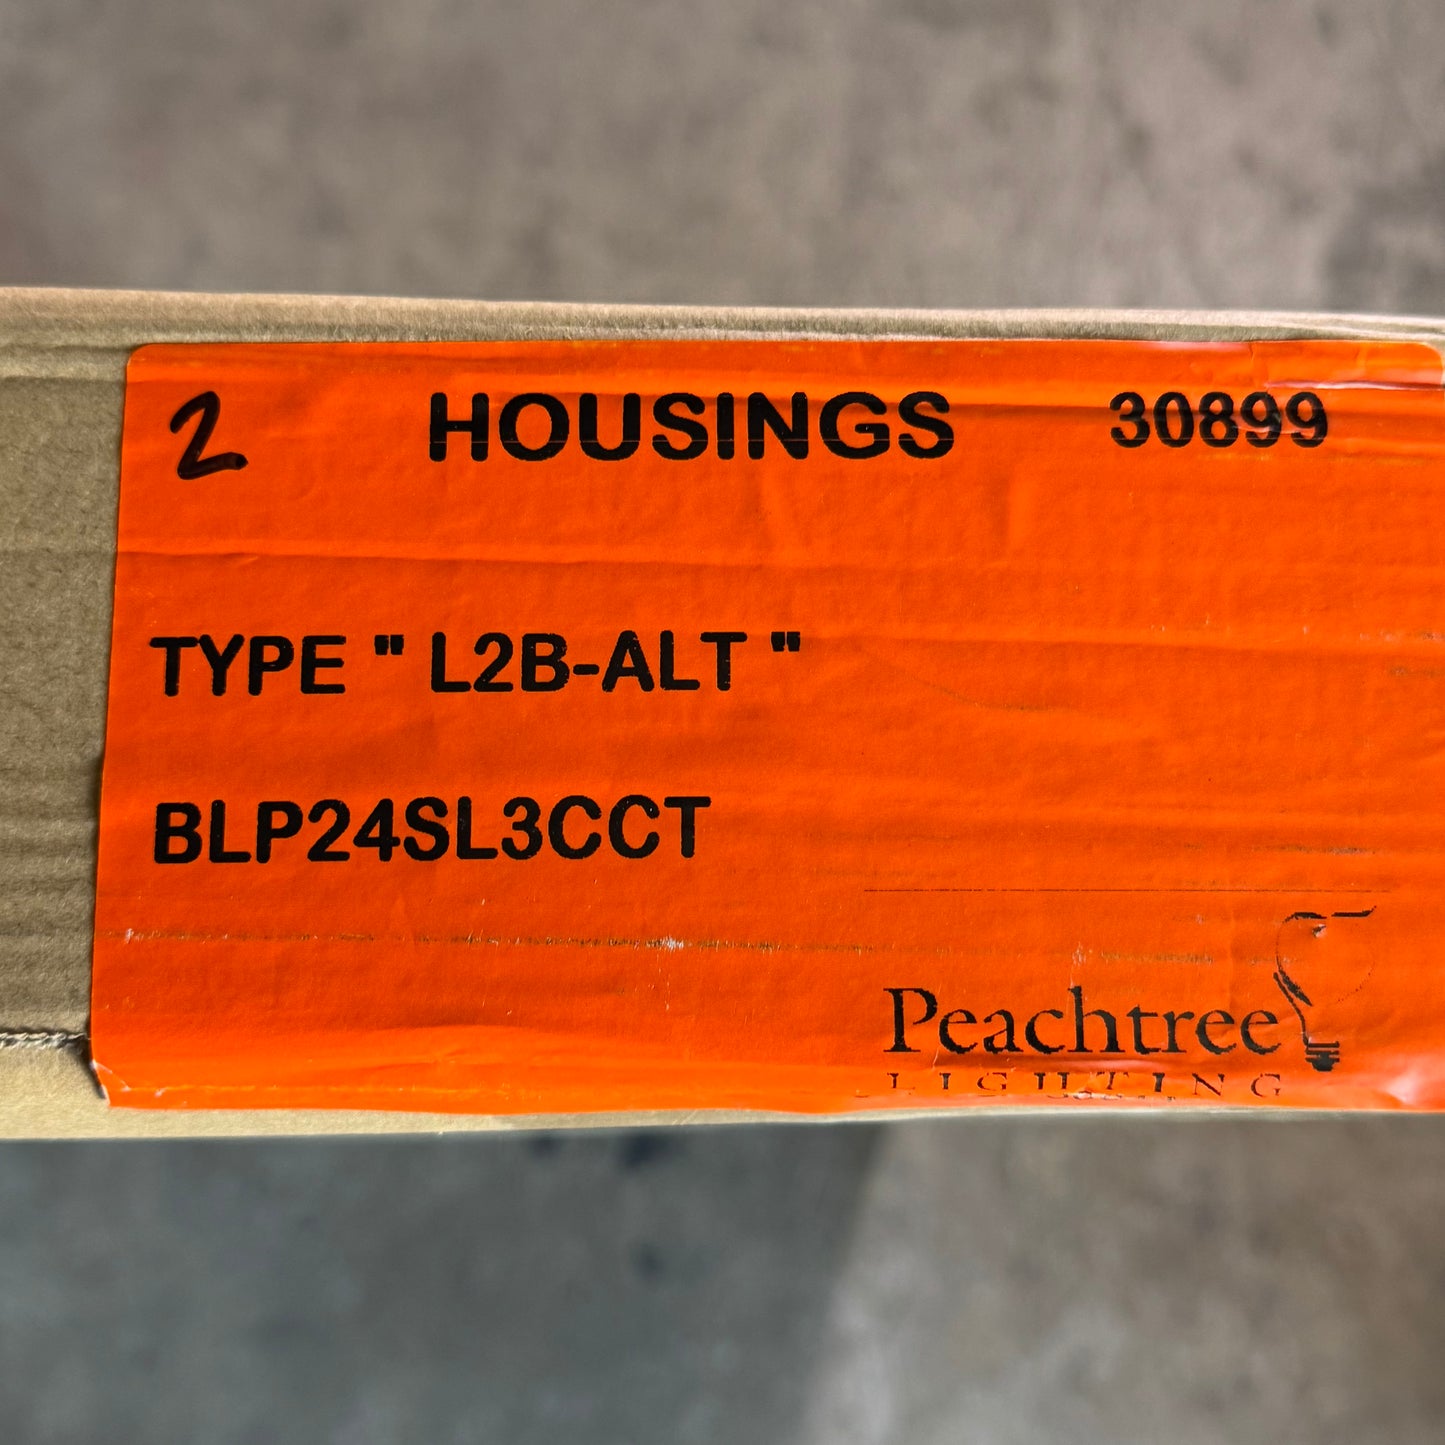 2 HOUSINGS 30899
TYPE " L2B-ALT "
BLP24SL3CCT
Peachtree
LIGHTING